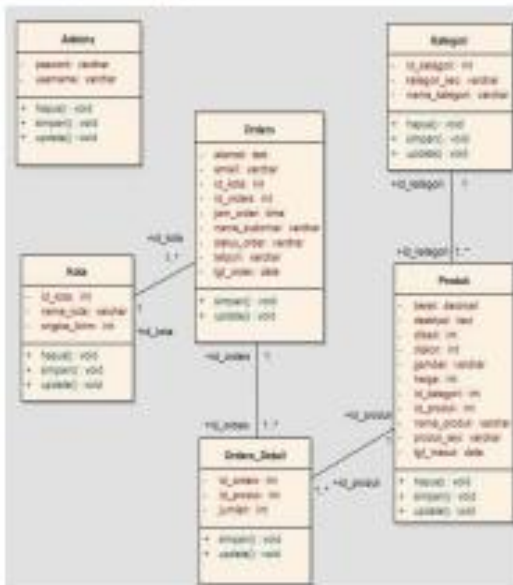 Admins
- password : varchar
- username : varchar
+ hapus() : void
+ simpan() : void
+ update() : void
Kategori
- id_kategori : int
- kategori_seo : varchar
- nama_kategori : varchar
+ hapus() : void
+ simpan() : void
+ update() : void
Orders
- alamat : text
- email : varchar
- id_kota : int
- id_orders : int
- jam_order : time
- nama_kustomer : varchar
- status_order : varchar
- telpon : varchar
- tgl_order : date
+ simpan() : void
+ update() : void
+id_kategori 1
+id_kategori 1..*
+id_kota
1..*
Kota
- id_kota : int
- nama_kota : varchar
- ongkos_kirim : int
+ hapus() : void
+ simpan() : void
+ update() : void
1
+id_kota
Produk
- berat : decimal
- deskripsi : text
- dibeli : int
- diskon : int
- gambar : varchar
- harga : int
- id_kategori : int
- id_produk : int
- nama_produk : varchar
- produk_seo : varchar
- tgl_masuk : date
+ hapus() : void
+ simpan() : void
+ update() : void
+id_orders 1
+id_orders 1..*
+id_produk
1..* +id_produk
Orders_Detail
- id_orders : int
- id_produk : int
- jumlah : int
+ simpan() : void
+ update() : void